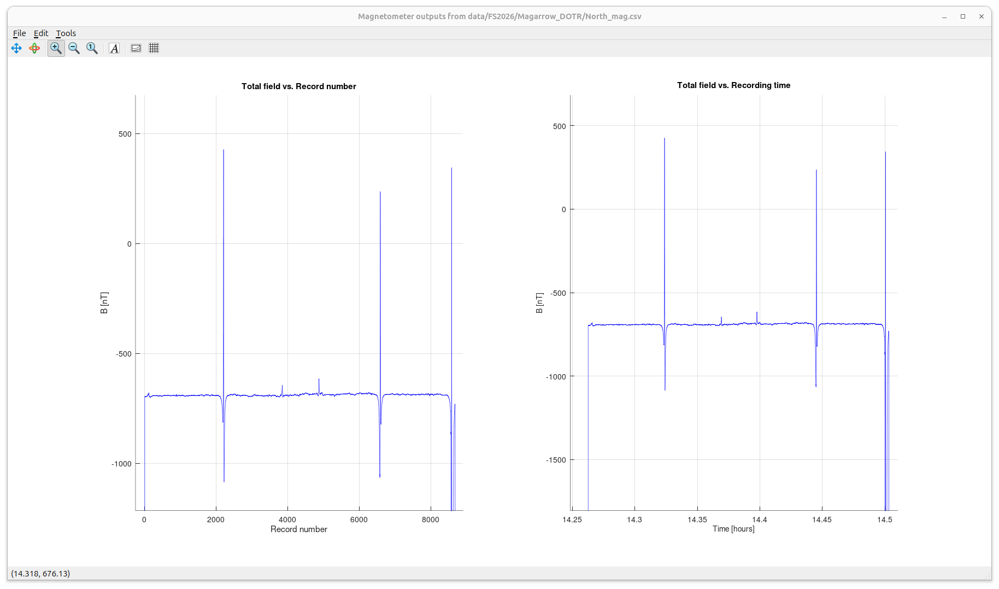 Magnetometer outputs from data/FS2026/Magarrow_DOTR/North_mag.csv
File Edit Tools
1 A
Total field vs. Record number
500
0
-500
-1000
B [nT]
0 2000 4000 6000 8000
Record number
Total field vs. Recording time
500
0
-500
-1000
-1500
B [nT]
14.25 14.3 14.35 14.4 14.45 14.5
Time [hours]
(14.318, 676.13)